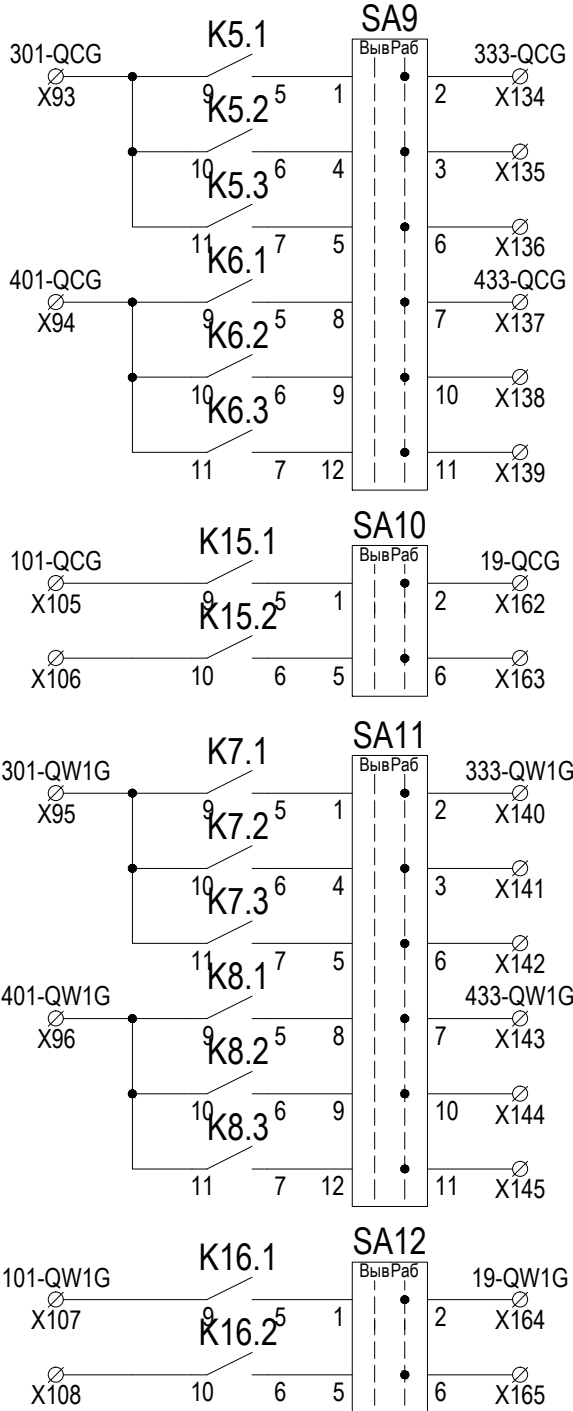 SA9
ВывРаб
301-QCG
K5.1
333-QCG
X93
9
5
1
2
X134
K5.2
10
6
4
3
X135
K5.3
11
7
5
6
X136
401-QCG
K6.1
433-QCG
X94
9
5
8
7
X137
K6.2
10
6
9
10
X138
K6.3
11
7
12
11
X139
SA10
ВывРаб
101-QCG
K15.1
19-QCG
X105
9
5
1
2
X162
K15.2
X106
10
6
5
6
X163
SA11
ВывРаб
301-QW1G
K7.1
333-QW1G
X95
9
5
1
2
X140
K7.2
10
6
4
3
X141
K7.3
11
7
5
6
X142
401-QW1G
K8.1
433-QW1G
X96
9
5
8
7
X143
K8.2
10
6
9
10
X144
K8.3
11
7
12
11
X145
SA12
ВывРаб
101-QW1G
K16.1
19-QW1G
X107
9
5
1
2
X164
K16.2
X108
10
6
5
6
X165